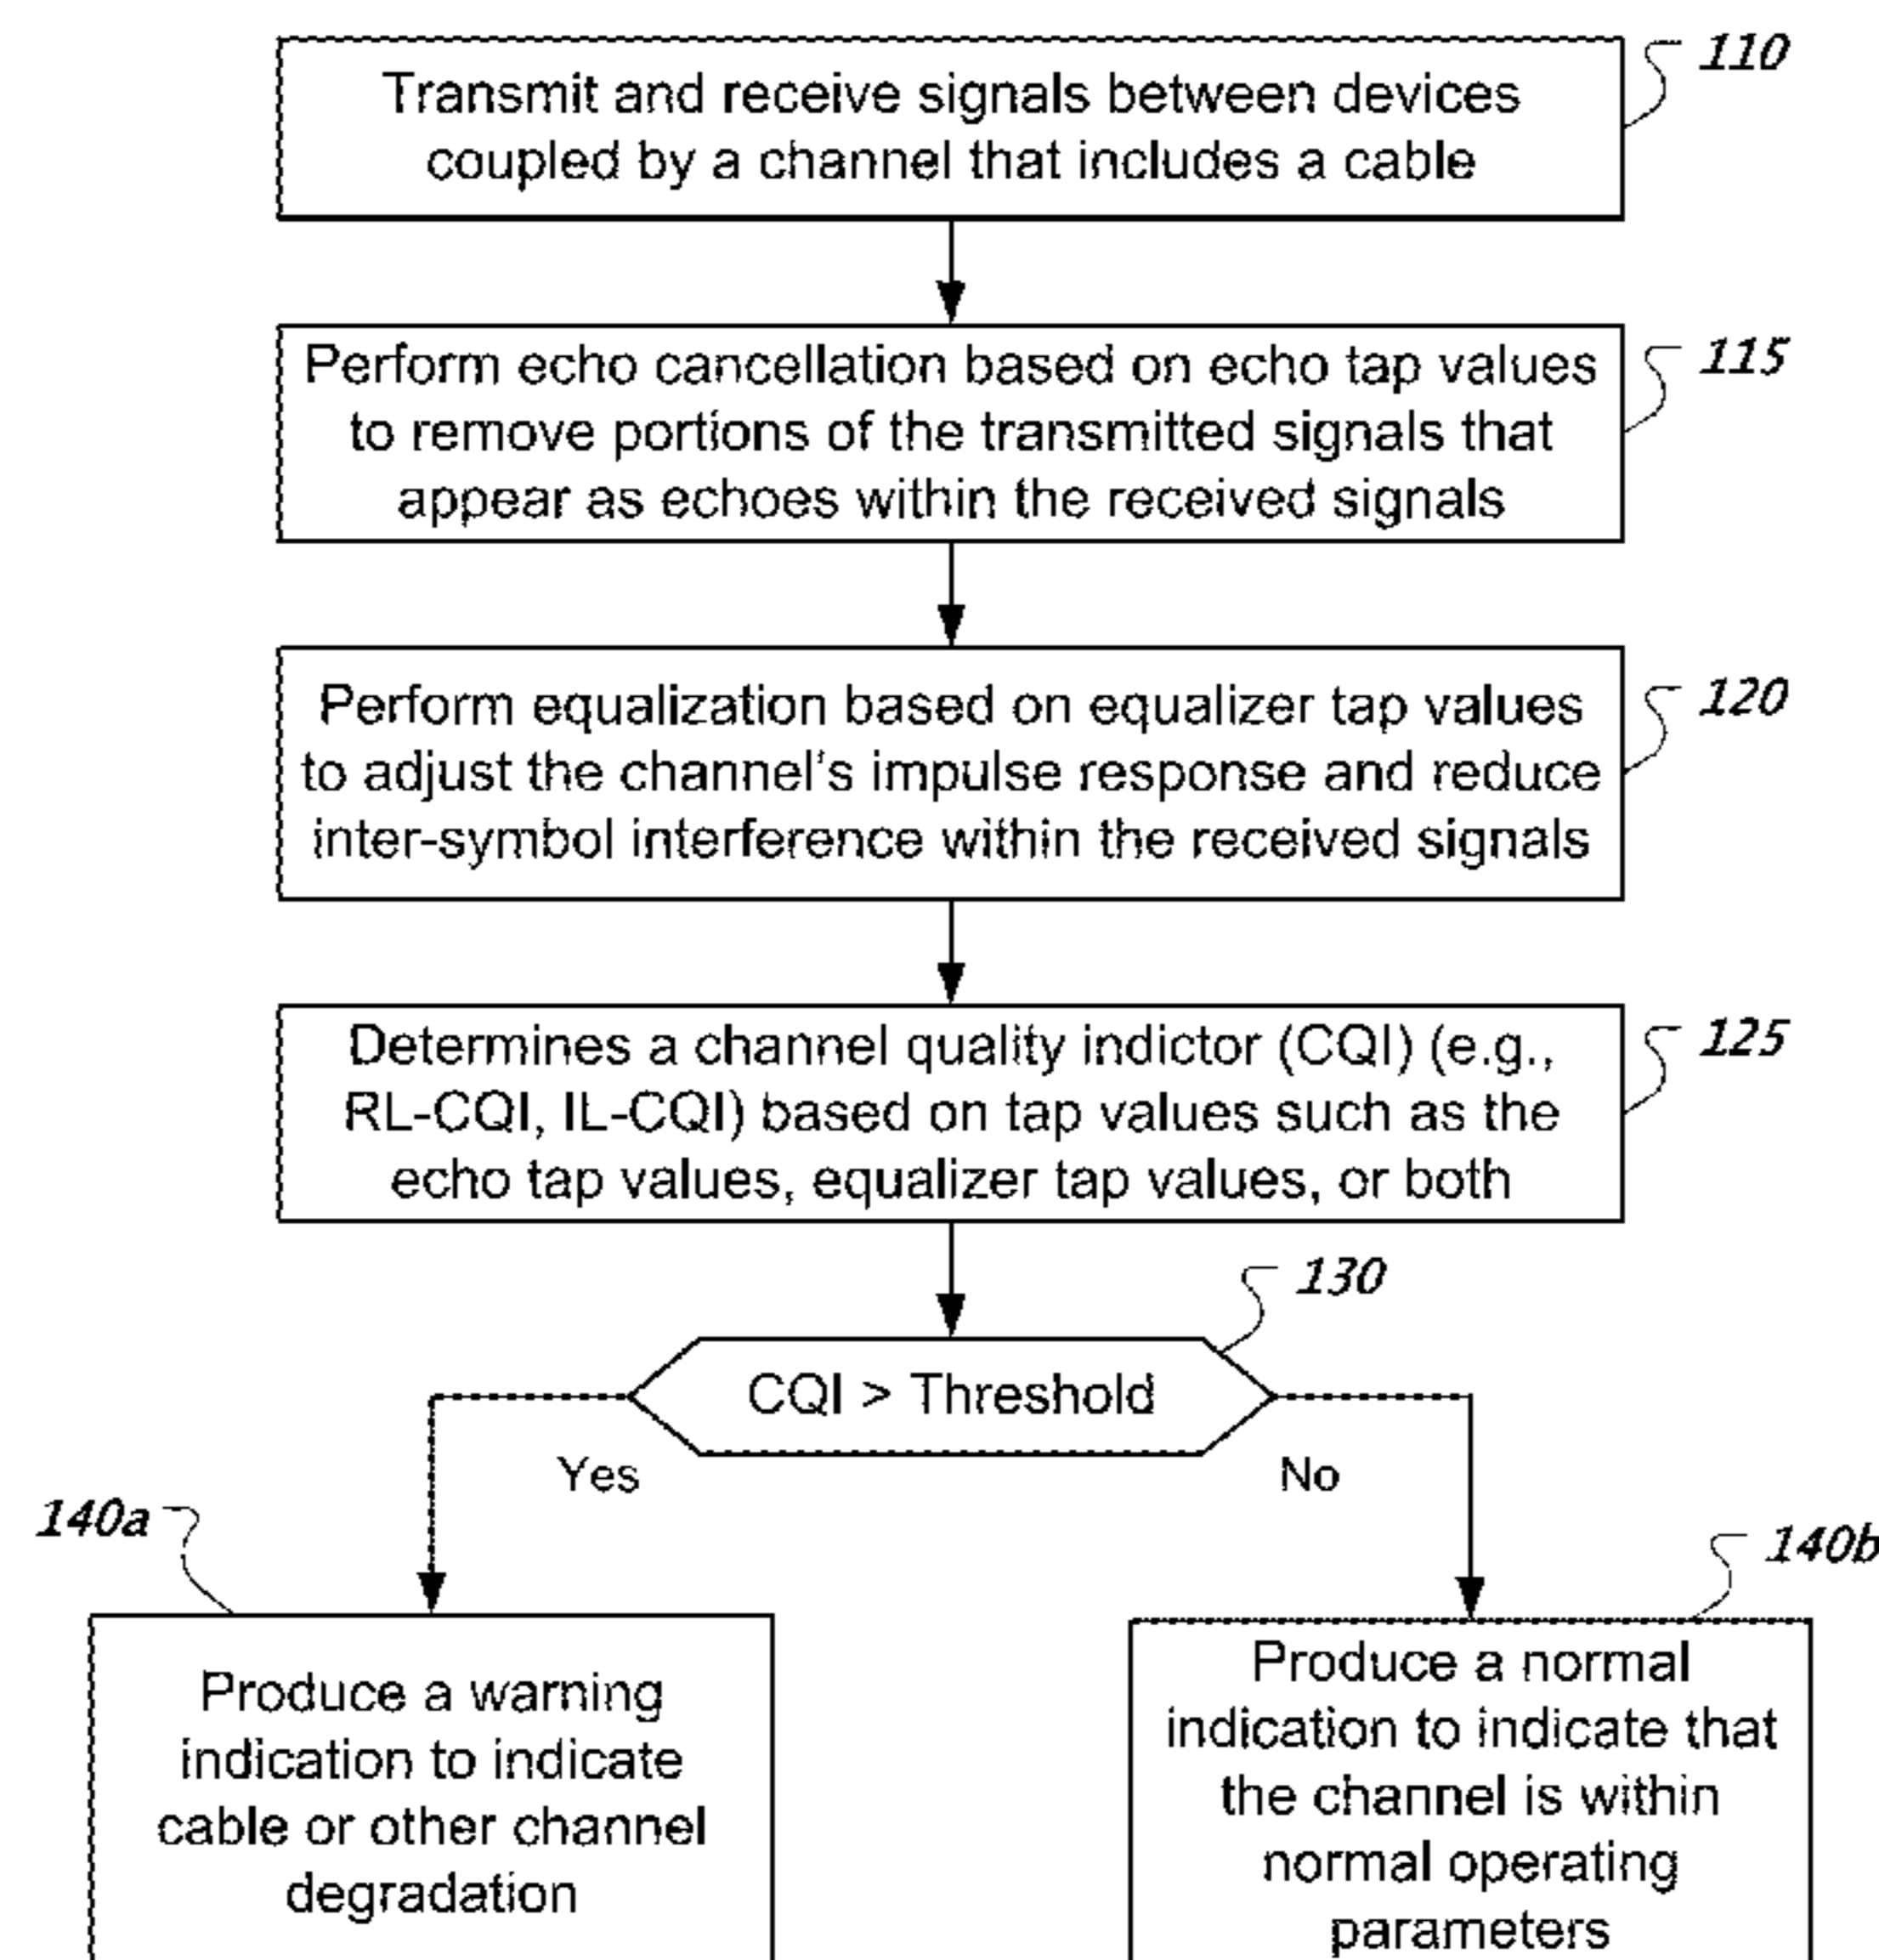 110
Transmit and receive signals between devices
coupled by a channel that includes a cable
115
Perform echo cancellation based on echo tap values
to remove portions of the transmitted signals that
appear as echoes within the received signals
120
Perform equalization based on equalizer tap values
to adjust the channel's impulse response and reduce
inter-symbol interference within the received signals
125
Determines a channel quality indictor (CQI) (e.g.,
RL-CQI, IL-CQI) based on tap values such as the
echo tap values, equalizer tap values, or both
130
CQI > Threshold
Yes
No
140a
Produce a warning
indication to indicate
cable or other channel
degradation
140b
Produce a normal
indication to indicate that
the channel is within
normal operating
parameters